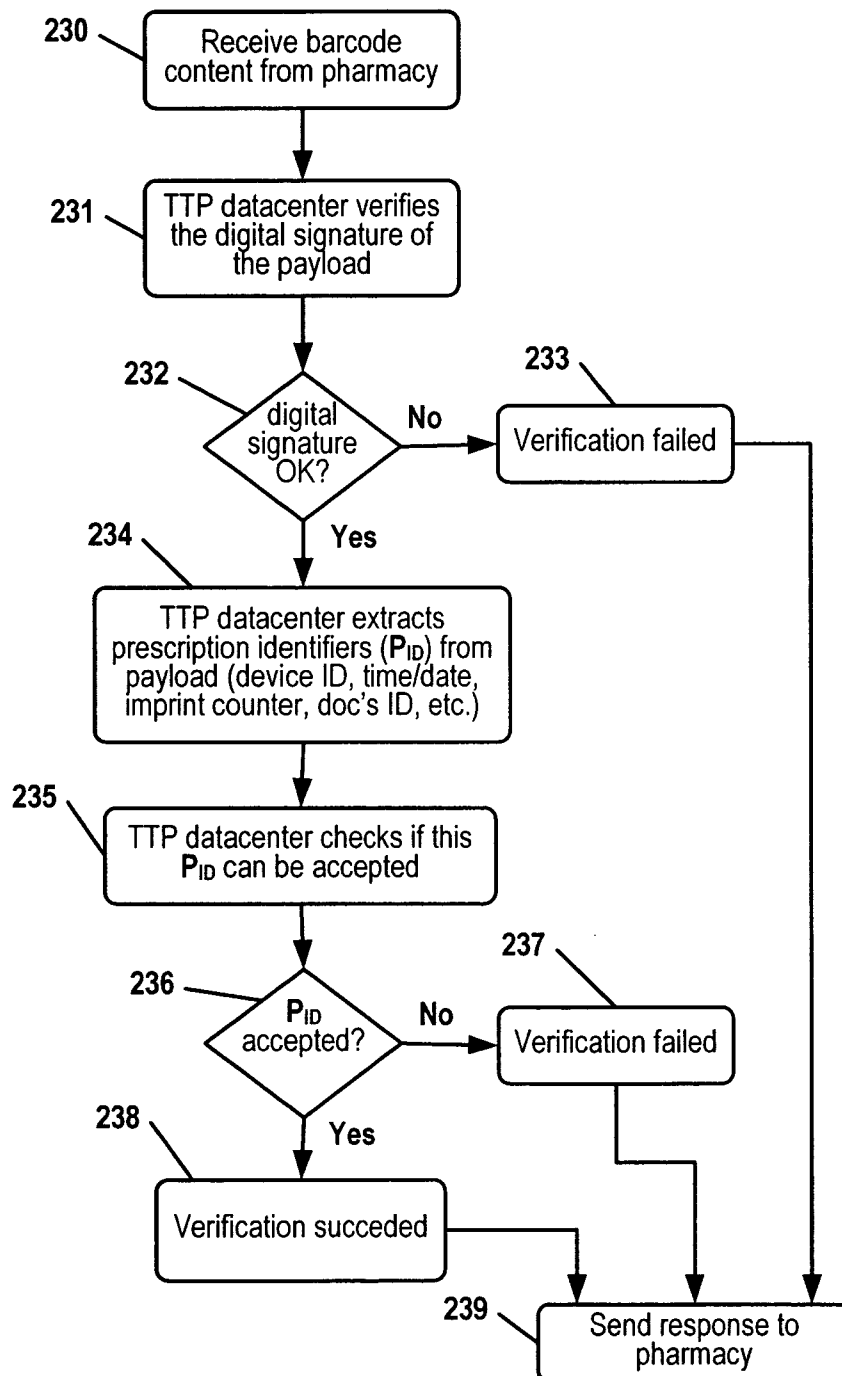 230
Receive barcode
content from pharmacy
231
TTP datacenter verifies
the digital signature of
the payload
232
digital
signature
OK?
No
233
Verification failed
Yes
234
TTP datacenter extracts
prescription identifiers (PID) from
payload (device ID, time/date,
imprint counter, doc's ID, etc.)
235
TTP datacenter checks if this
PID can be accepted
236
PID
accepted?
No
237
Verification failed
Yes
238
Verification succeded
239
Send response to
pharmacy